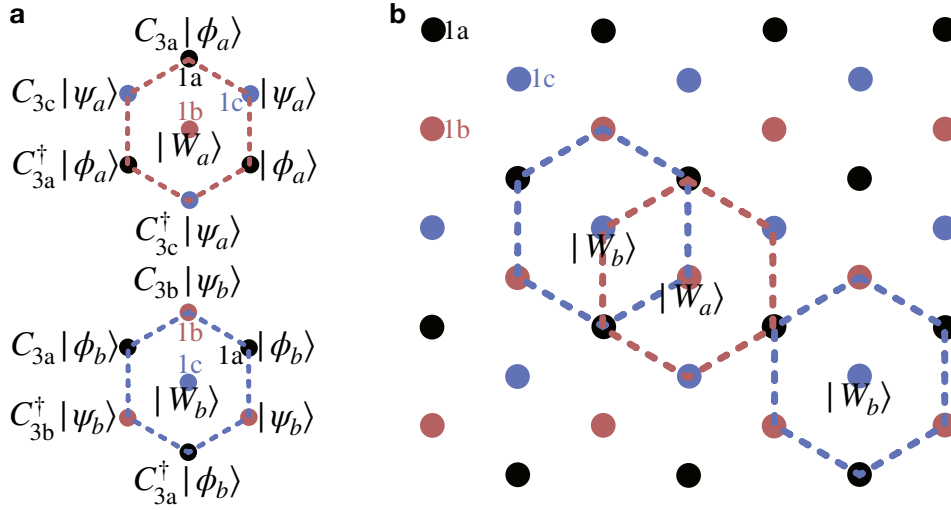 a
C₃ₐ|ϕₐ⟩
1a
C₃c|ψₐ⟩ 1c |ψₐ⟩
1b
|Wₐ⟩
C†₃ₐ|ϕₐ⟩ |ϕₐ⟩
C†₃c|ψₐ⟩
C₃b|ψb⟩
1b
C₃ₐ|ϕb⟩ 1a |ϕb⟩
1c
|Wb⟩
C†₃b|ψb⟩ |ψb⟩
C†₃ₐ|ϕb⟩
b
1a
1c
1b
|Wb⟩
|Wₐ⟩
|Wb⟩